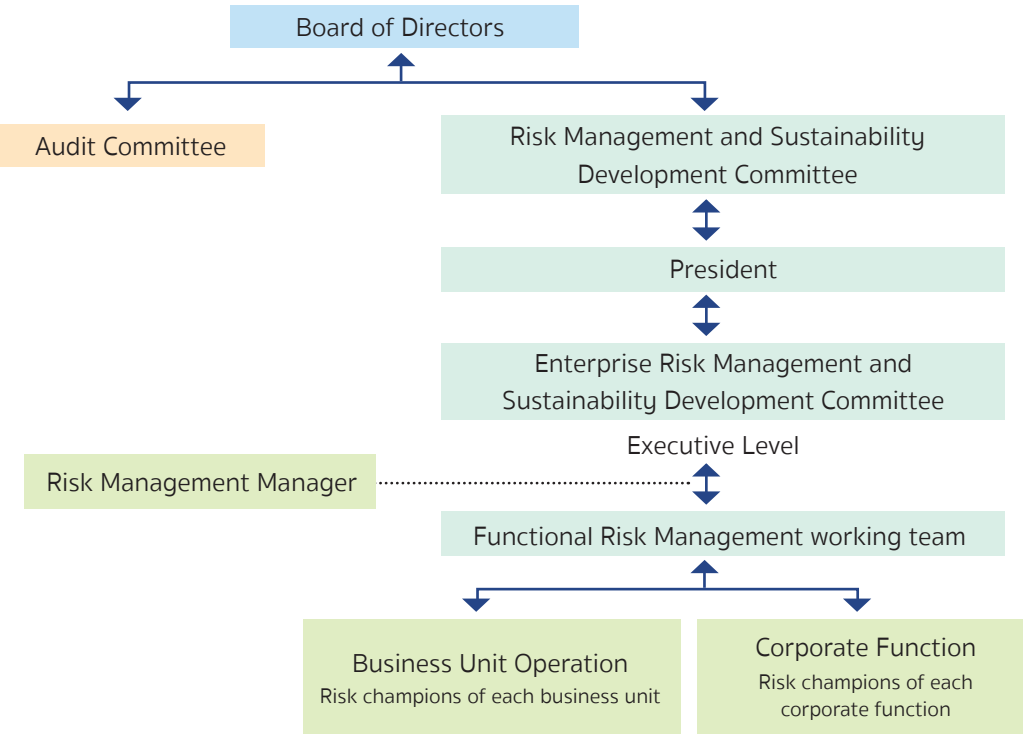 Board of Directors
Audit Committee
Risk Management and Sustainability
Development Committee
President
Enterprise Risk Management and
Sustainability Development Committee
Executive Level
Risk Management Manager
Functional Risk Management working team
Business Unit Operation
Risk champions of each business unit
Corporate Function
Risk champions of each
corporate function